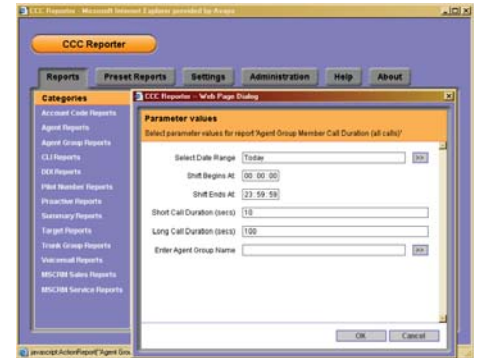 CCC Reporter - Microsoft Internet Explorer provided by Avaya
CCC Reporter
Reports Preset Reports Settings Administration Help About
Categories
Account Code Reports
Agent Reports
Agent Group Reports
CLI Reports
DDI Reports
Pilot Number Reports
Proactive Reports
Summary Reports
Target Reports
Trunk Group Reports
Voicemail Reports
MSCRM Sales Reports
MSCRM Service Reports
CCC Reporter -- Web Page Dialog
Parameter values
Select parameter values for report 'Agent Group Member Call Duration (all calls)'
Select Date Range Today >>
Shift Begins At: 00 :00 :00
Shift Ends At: 23 :59 :59
Short Call Duration (secs) 10
Long Call Duration (secs) 100
Enter Agent Group Name >>
OK Cancel
javascript:ActionReport("Agent Grou